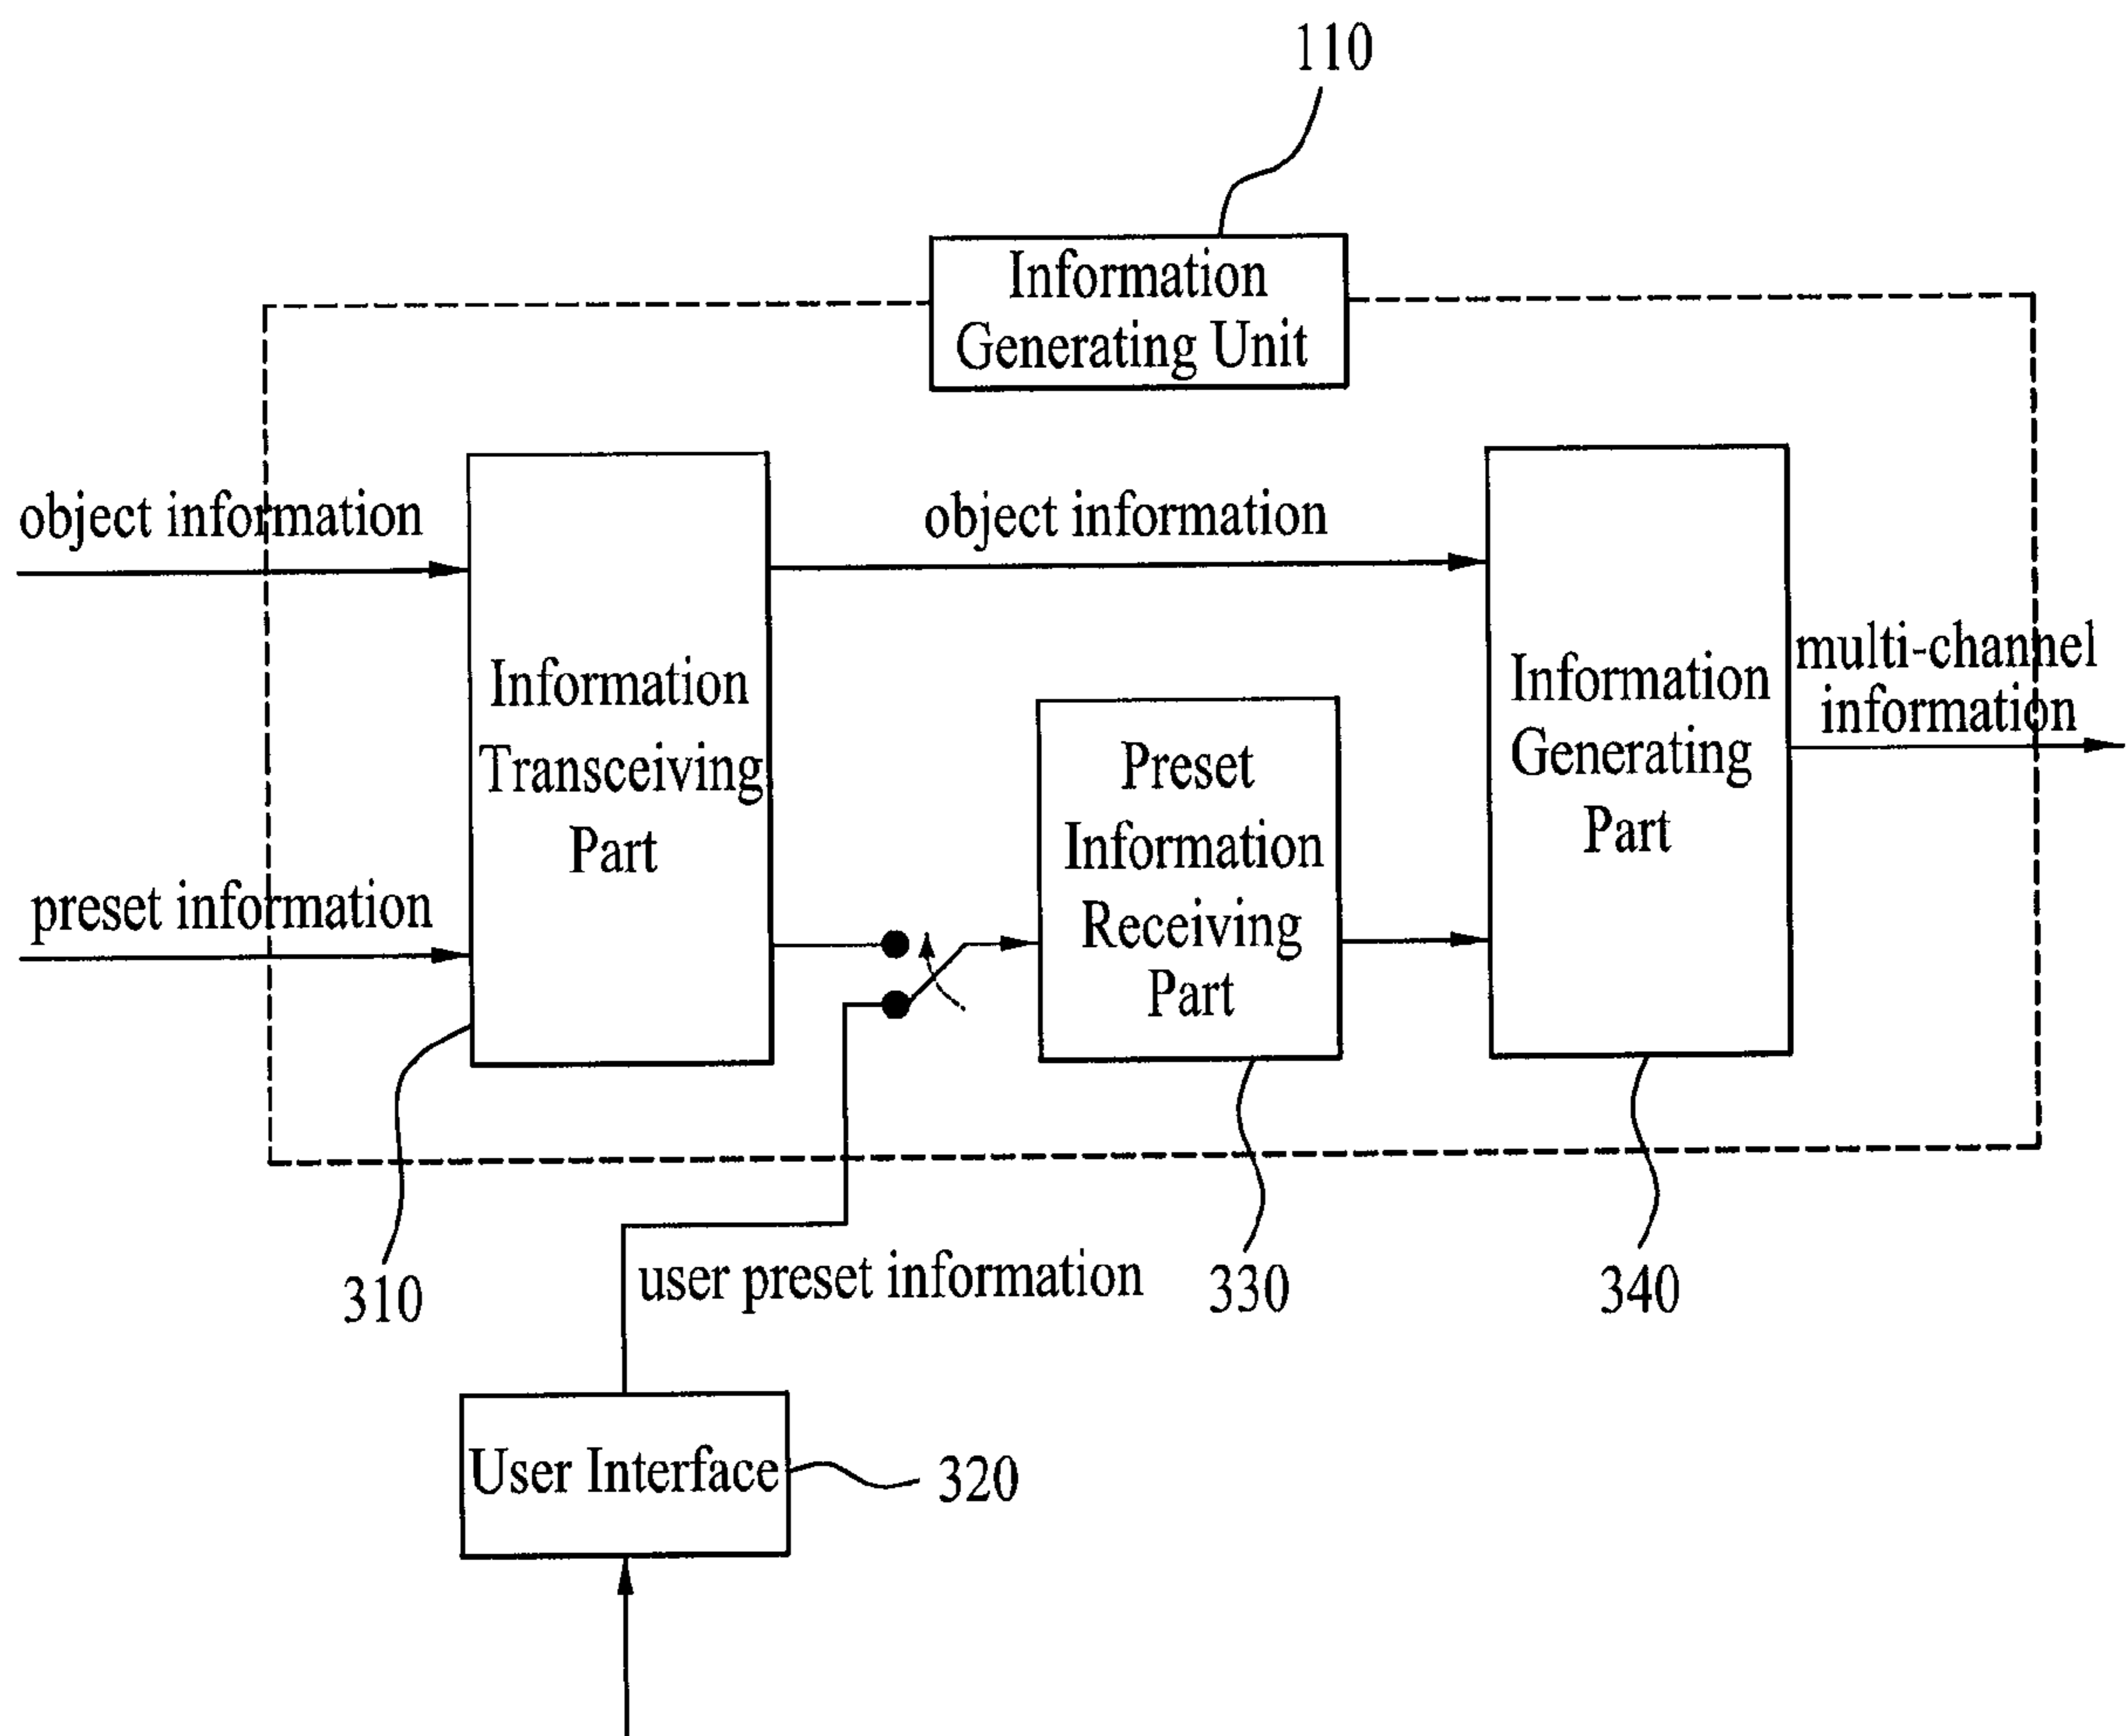 110
Information
Generating Unit
object information
object information
multi-channel
information
Information
Transceiving
Part
Preset
Information
Receiving
Part
Information
Generating
Part
preset information
310
user preset information
330
340
User Interface
320